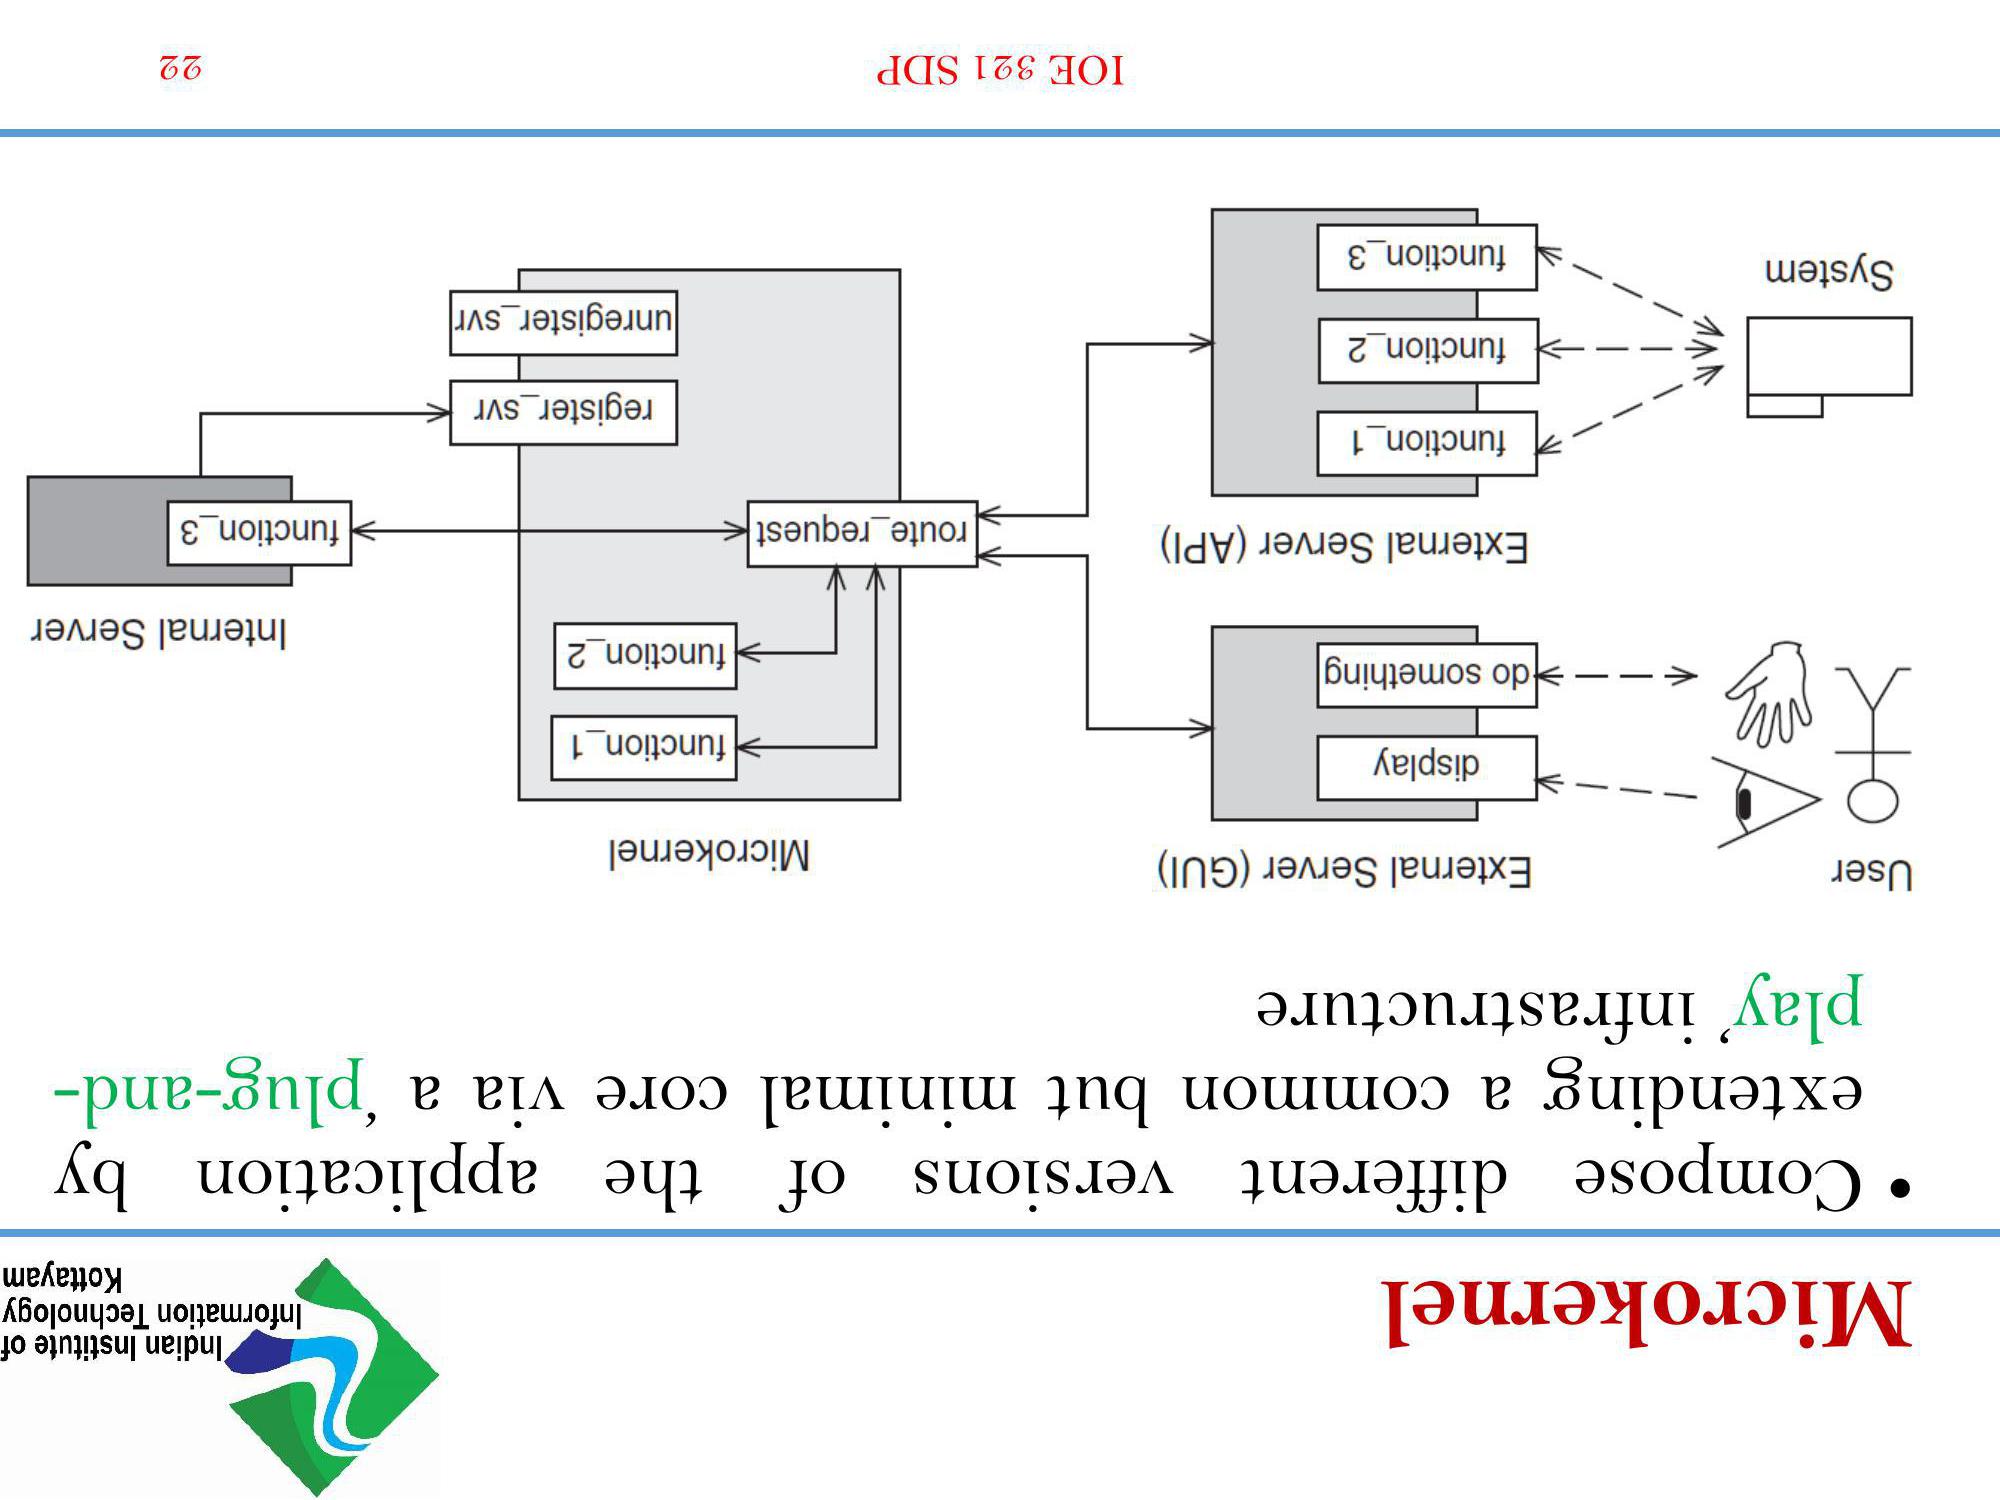 Microkernel
Indian Institute of
Information Technology
Kottayam
• Compose different versions of the application by
extending a common but minimal core via a ‘plug-and-
play’ infrastructure
User
External Server (GUI)
display
do something
External Server (API)
function_1
function_2
function_3
System
Microkernel
function_1
function_2
route_request
register_svr
unregister_svr
Internal Server
function_3
IOE 321 SDP
22